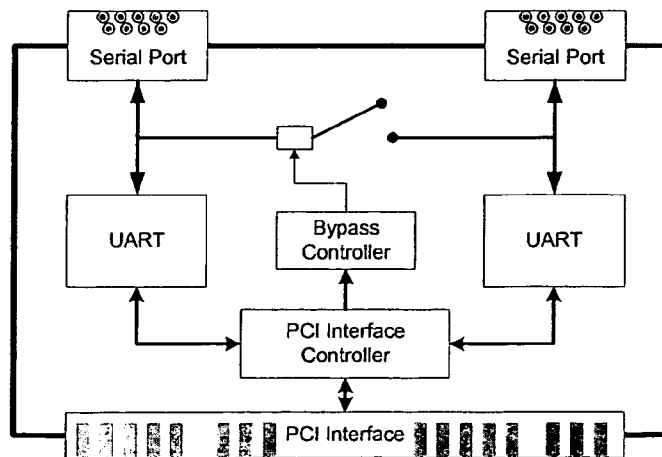 Serial Port
Serial Port
UART
Bypass
Controller
UART
PCI Interface
Controller
PCI Interface